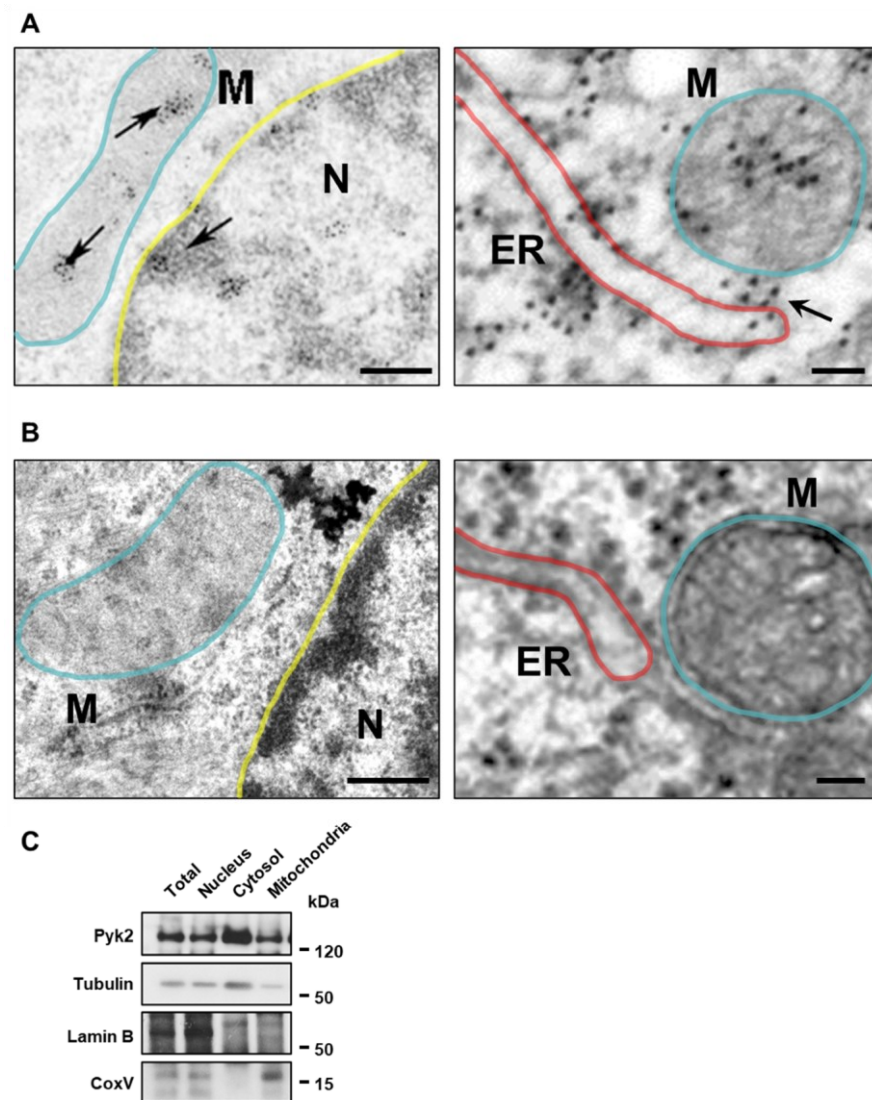 A
M
N
M
ER
B
M
N
M
ER
C
Total
Nucleus
Cytosol
Mitochondria
kDa
Pyk2
120
Tubulin
50
Lamin B
50
CoxV
15